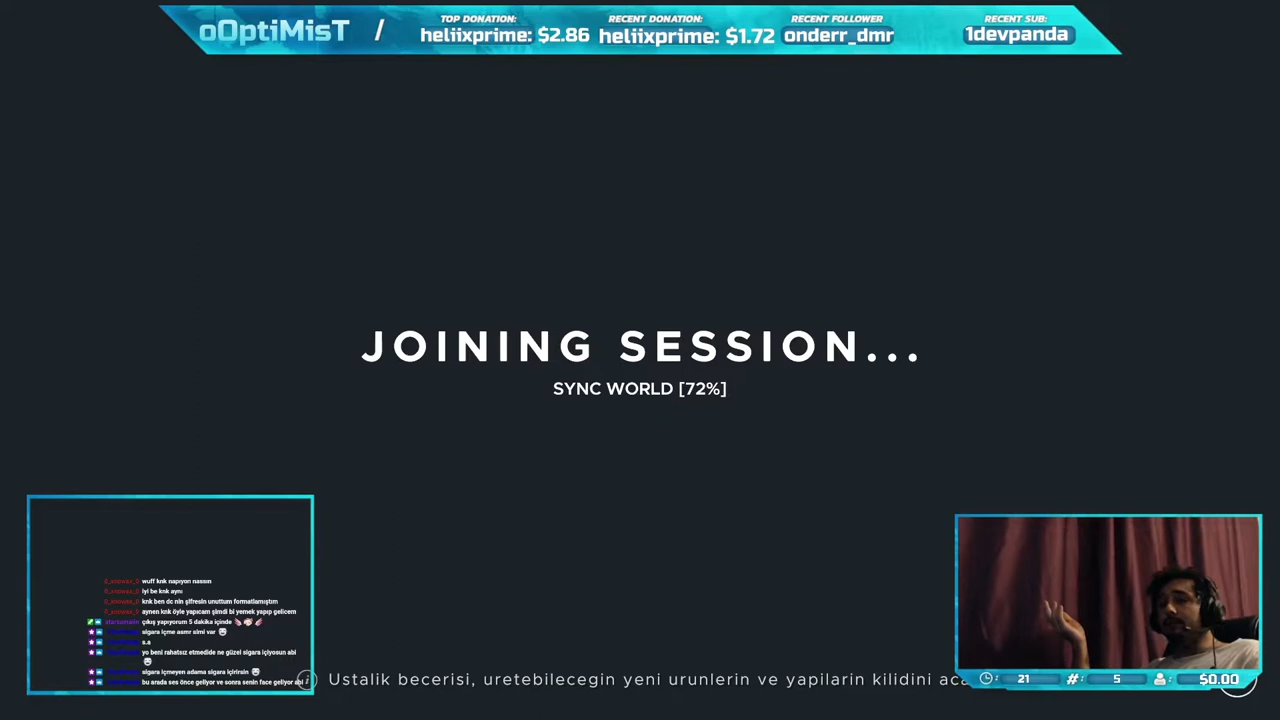 oOptiMisT /
TOP DONATION:
heliixprime: $2.86
RECENT DONATION:
heliixprime: $1.72
RECENT FOLLOWER
onderr_dmr
RECENT SUB:
1devpanda
JOINING SESSION...
SYNC WORLD [72%]
wuff knk napıyon nassın
iyi be knk aynı
knk ben dc nin şifresin unuttum formatlamıştım
aynen knk öyle yapıcam şimdi bi yemek yapıp gelicem
çıkış yapıyorum 5 dakika içinde
sigara içme asmr simi var
s.a
yo beni rahatsız etmedide ne güzel sigara içiyosun abi
sigara içmeyen adama sigara içirirsin
bu arada ses önce geliyor ve sonra senin face geliyor abi
Ustalik becerisi, uretebilecegin yeni urunlerin ve yapilarin kilidini
21
#: 5
$0.00